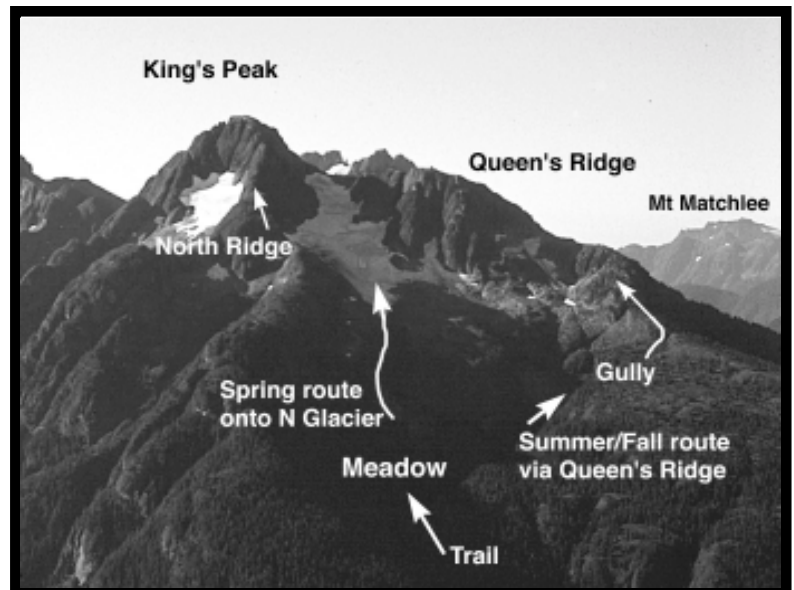 King's Peak
Queen's Ridge
Mt Matchlee
North Ridge
Gully
Spring route
onto N Glacier
Summer/Fall route
via Queen's Ridge
Meadow
Trail